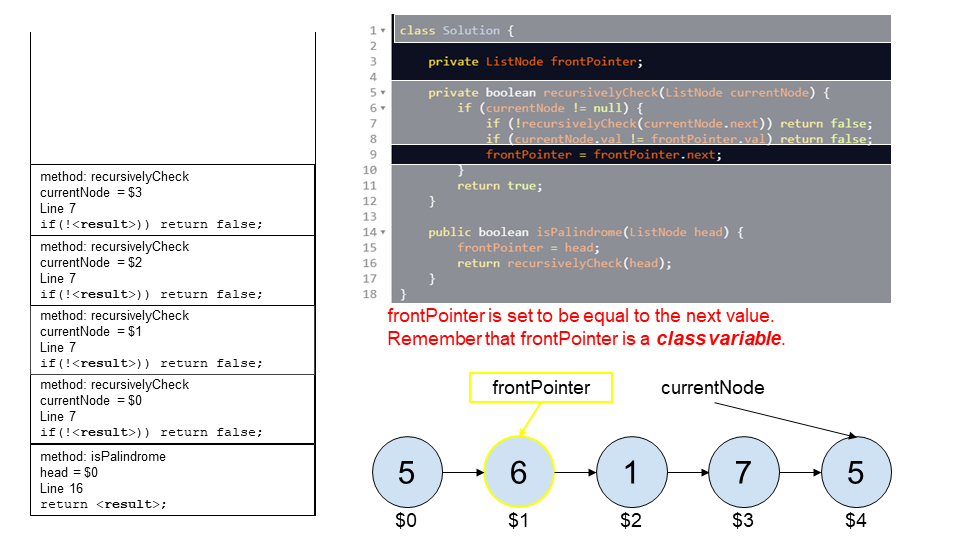 method: recursivelyCheck
currentNode = $3
Line 7
if(!<result>)) return false;
method: recursivelyCheck
currentNode = $2
Line 7
if(!<result>)) return false;
method: recursivelyCheck
currentNode = $1
Line 7
if(!<result>)) return false;
method: recursivelyCheck
currentNode = $0
Line 7
if(!<result>)) return false;
method: isPalindrome
head = $0
Line 16
return <result>;
1 class Solution {
2
3 private ListNode frontPointer;
4
5 private boolean recursivelyCheck(ListNode currentNode) {
6 if (currentNode != null) {
7 if (!recursivelyCheck(currentNode.next)) return false;
8 if (currentNode.val != frontPointer.val) return false;
9 frontPointer = frontPointer.next;
10 }
11 return true;
12 }
13
14 public boolean isPalindrome(ListNode head) {
15 frontPointer = head;
16 return recursivelyCheck(head);
17 }
18 }
frontPointer is set to be equal to the next value.
Remember that frontPointer is a class variable.
frontPointer currentNode
5 6 1 7 5
$0 $1 $2 $3 $4